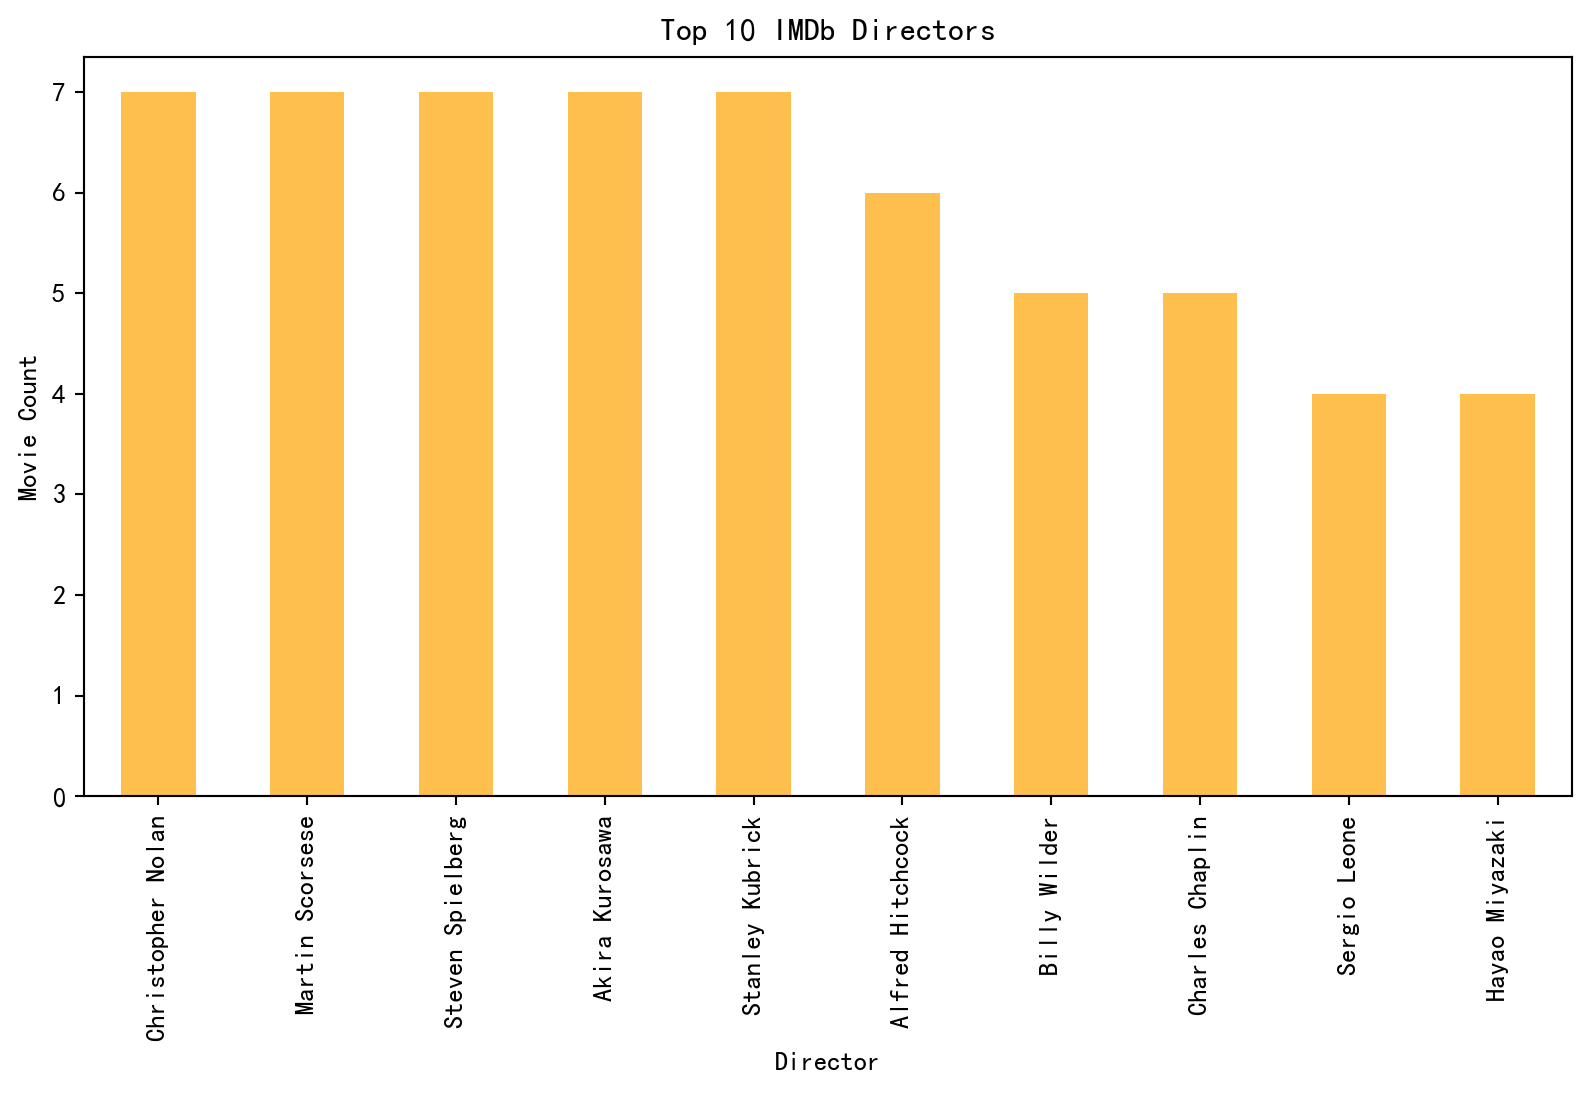 Top 10 IMDb Directors
Movie Count
7
6
5
4
3
2
1
0
Christopher Nolan
Martin Scorsese
Steven Spielberg
Akira Kurosawa
Stanley Kubrick
Alfred Hitchcock
Billy Wilder
Charles Chaplin
Sergio Leone
Hayao Miyazaki
Director